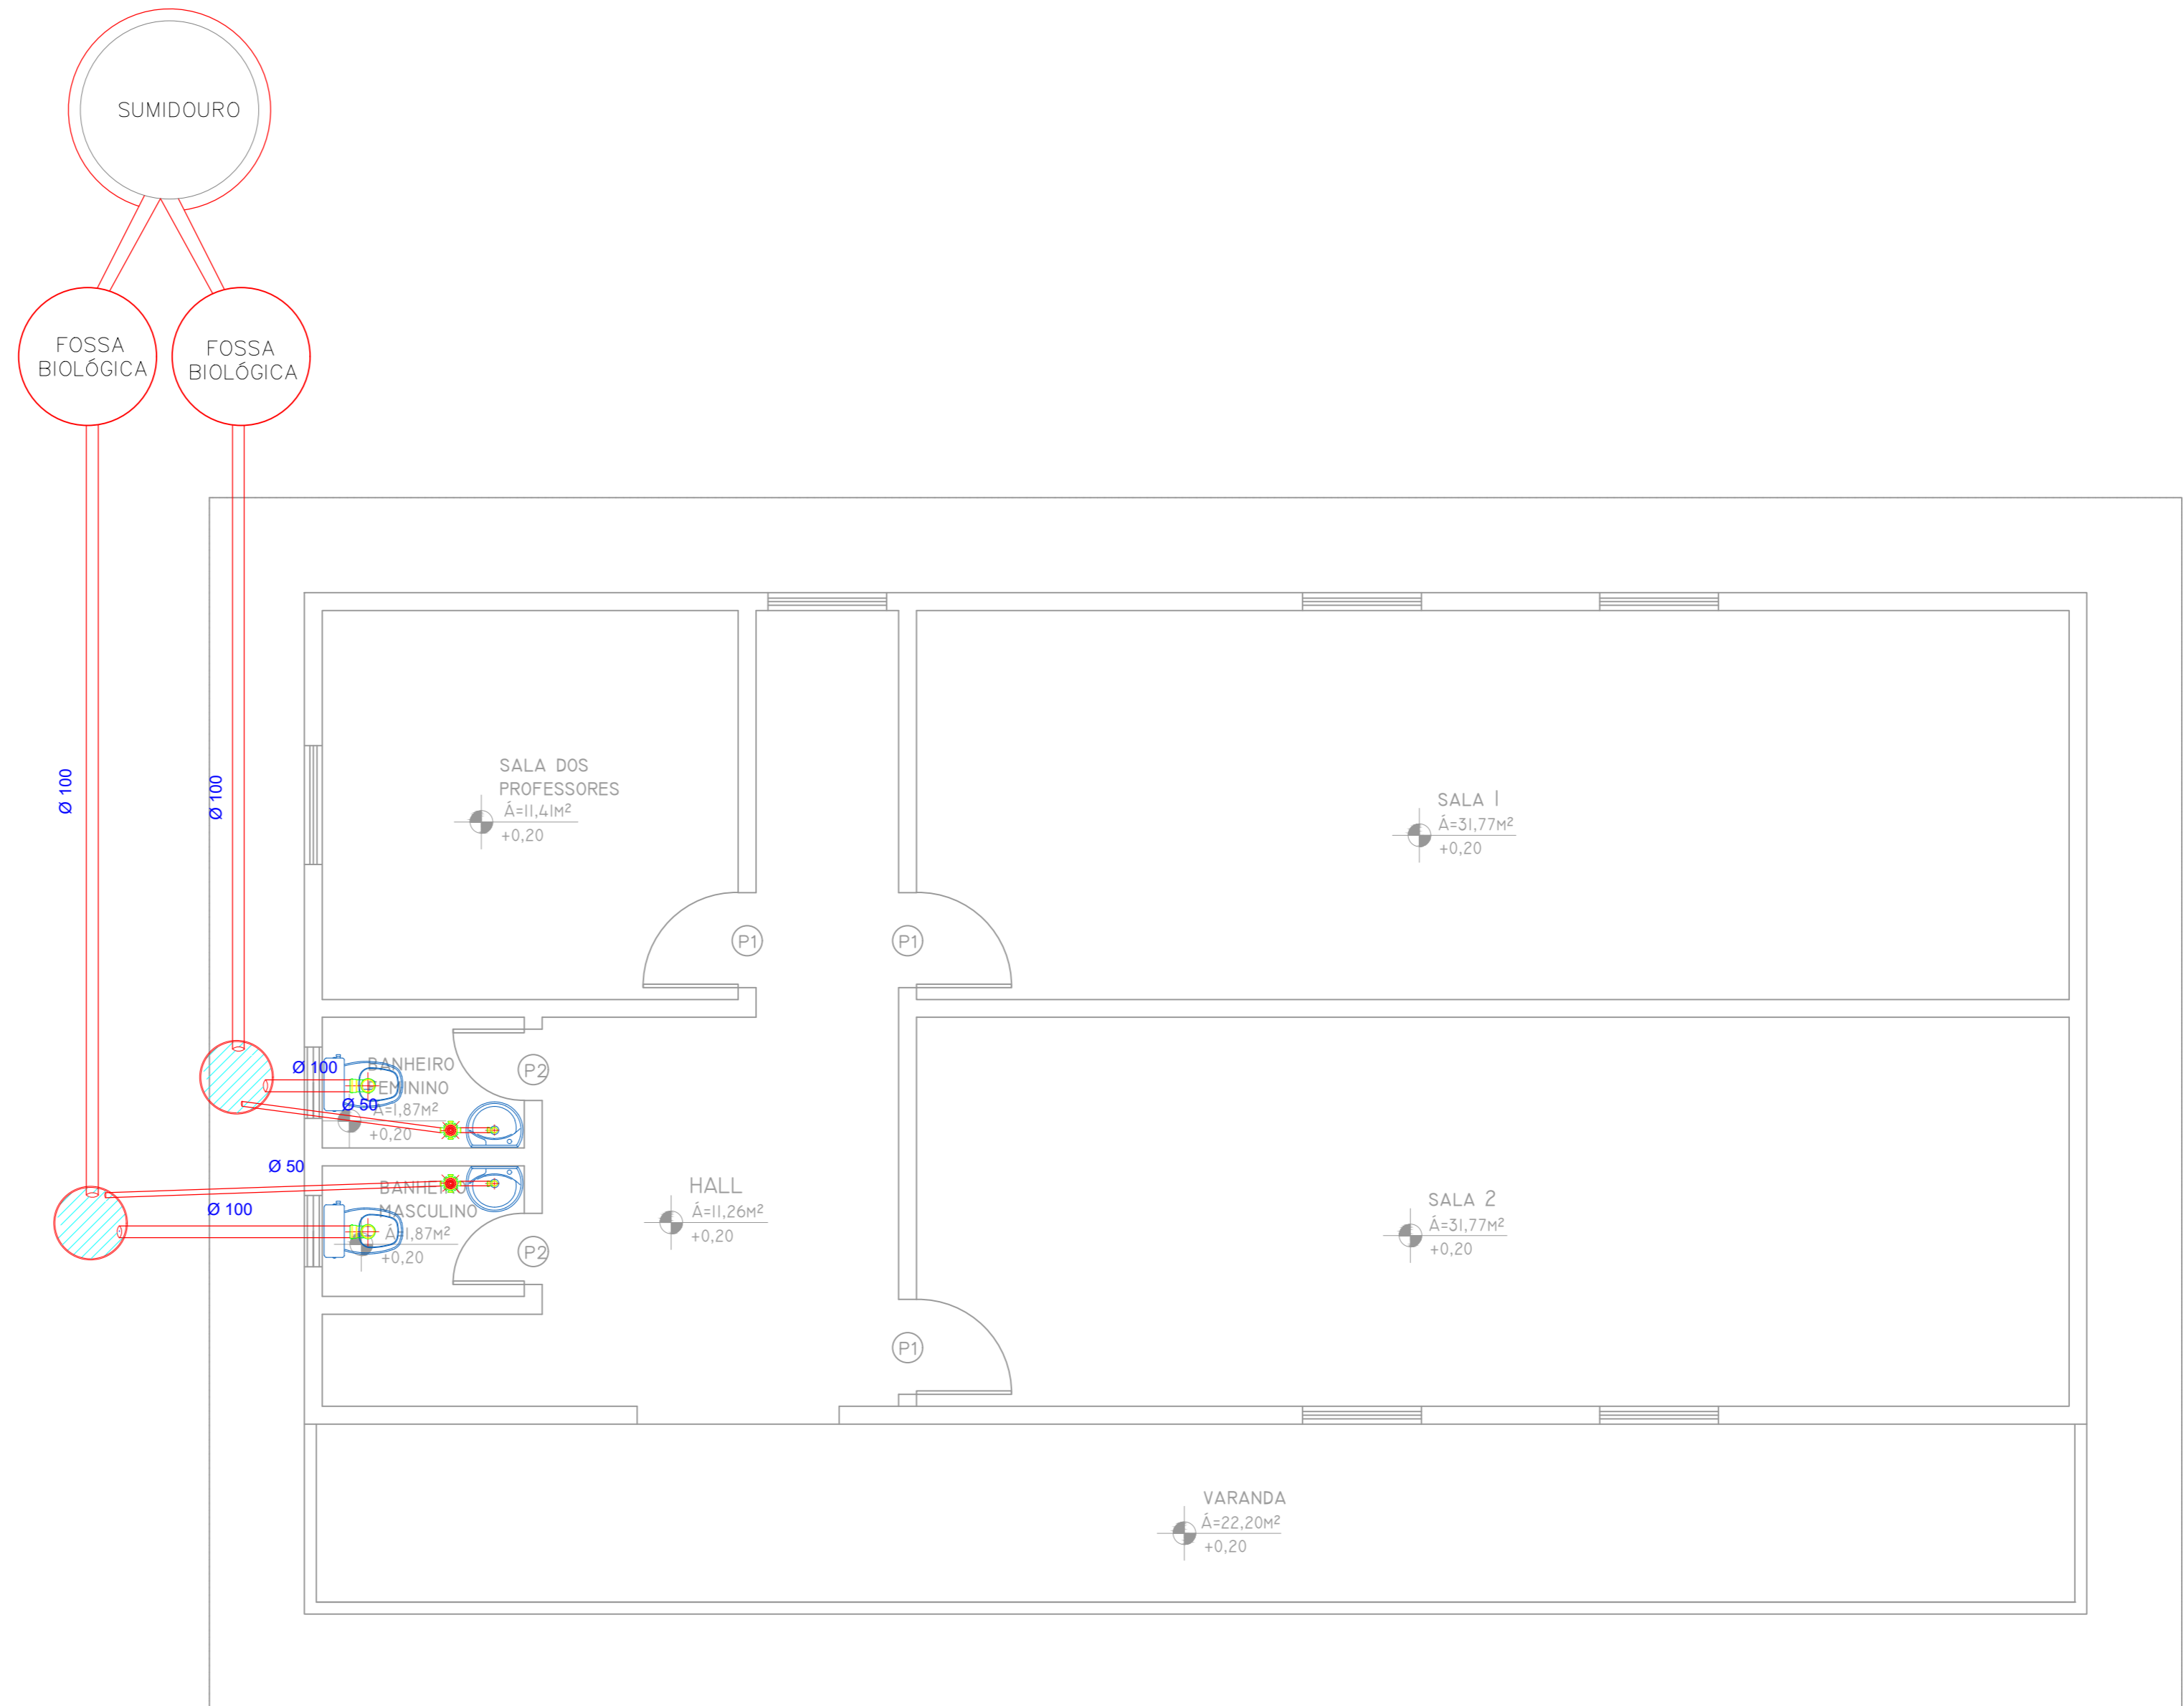 SUMIDOURO
FOSSA
BIOLÓGICA
FOSSA
BIOLÓGICA
Ø 100
Ø 100
SALA DOS
PROFESSORES
Á=11,41M²
+0,20
SALA 1
Á=31,77M²
+0,20
P1
P1
Ø 100
BANHEIRO
FEMININO
Ø 50
Á=1,87M²
+0,20
P2
Ø 50
Ø 100
BANHEIRO
MASCULINO
Á=1,87M²
+0,20
P2
HALL
Á=11,26M²
+0,20
SALA 2
Á=31,77M²
+0,20
P1
VARANDA
Á=22,20M²
+0,20